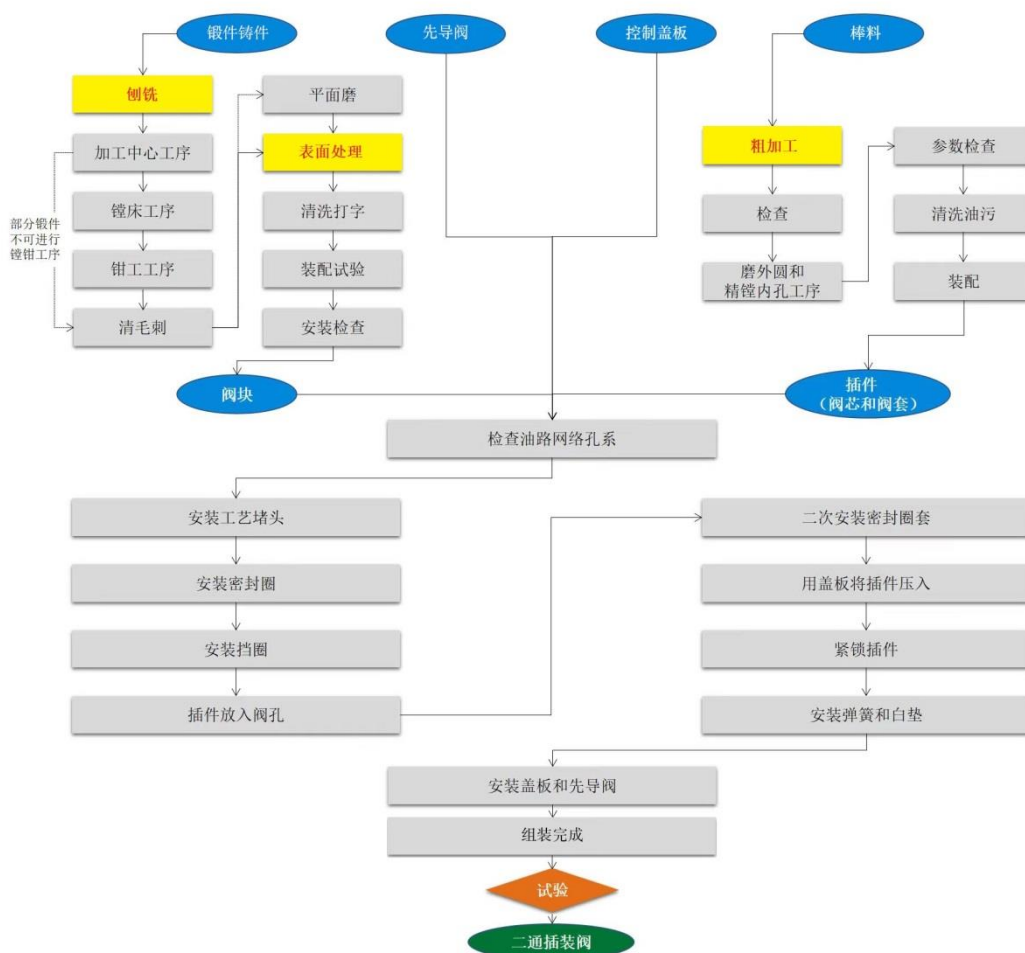 锻件铸件
先导阀
控制盖板
棒料
刨铣
加工中心工序
镗床工序
钳工工序
清毛刺
部分锻件
不可进行
镗钳工序
平面磨
表面处理
清洗打字
装配试验
安装检查
粗加工
检查
磨外圆和
精镗内孔工序
参数检查
清洗油污
装配
阀块
插件
（阀芯和阀套）
检查油路网络孔系
安装工艺堵头
安装密封圈
安装挡圈
插件放入阀孔
二次安装密封圈套
用盖板将插件压入
紧锁插件
安装弹簧和白垫
安装盖板和先导阀
组装完成
试验
二通插装阀